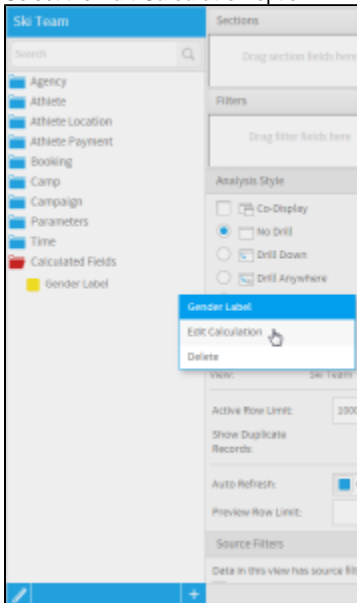 Ski Team
Search
Agency
Athlete
Athlete Location
Athlete Payment
Booking
Camp
Campaign
Parameters
Time
Calculated Fields
Gender Label
Sections
Drag section fields here
Filters
Drag filter fields here
Analysis Style
Co-Display
No Drill
Drill Down
Drill Anywhere
Gender Label
Edit Calculation
Delete
View: Ski Team
Active Row Limit: 1000
Show Duplicate
Records:
Auto Refresh:
Preview Row Limit:
Source Filters
Data in this view has source